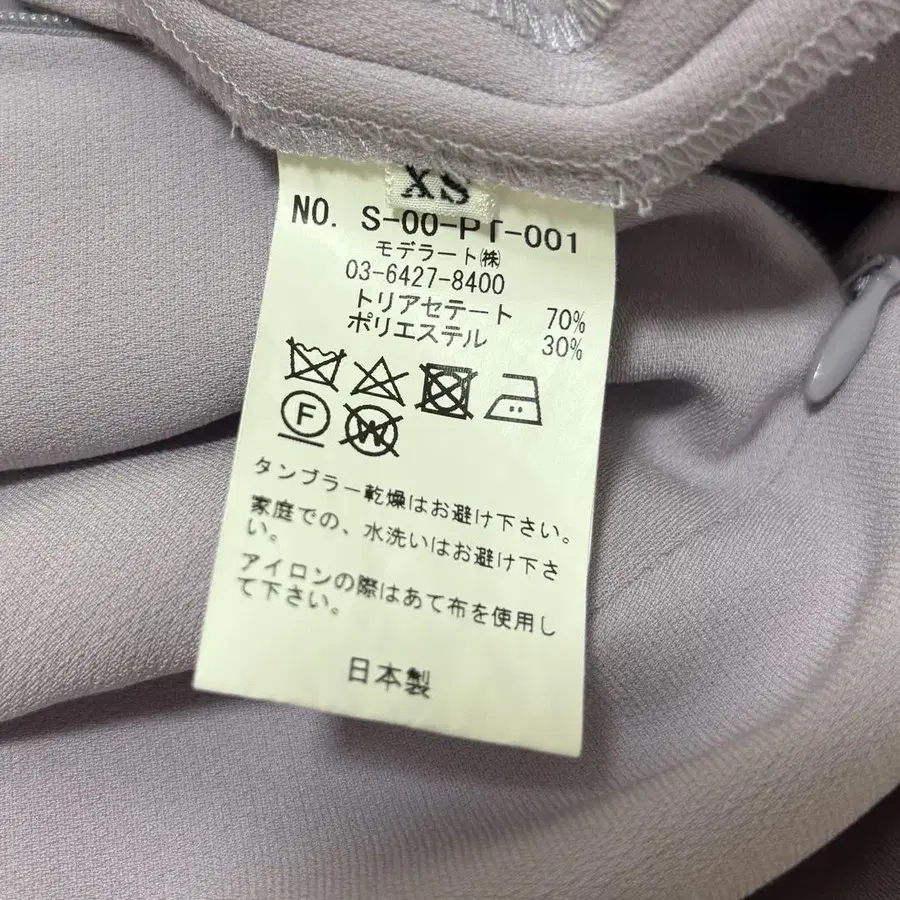 XS
NO. S-00-PT-001
モデラート㈱
03-6427-8400
トリアセテート 70%
ポリエステル 30%
F W
タンブラー乾燥はお避け下さい。
家庭での、水洗いはお避け下さ
い。
アイロンの際はあて布を使用し
て下さい。
日本製